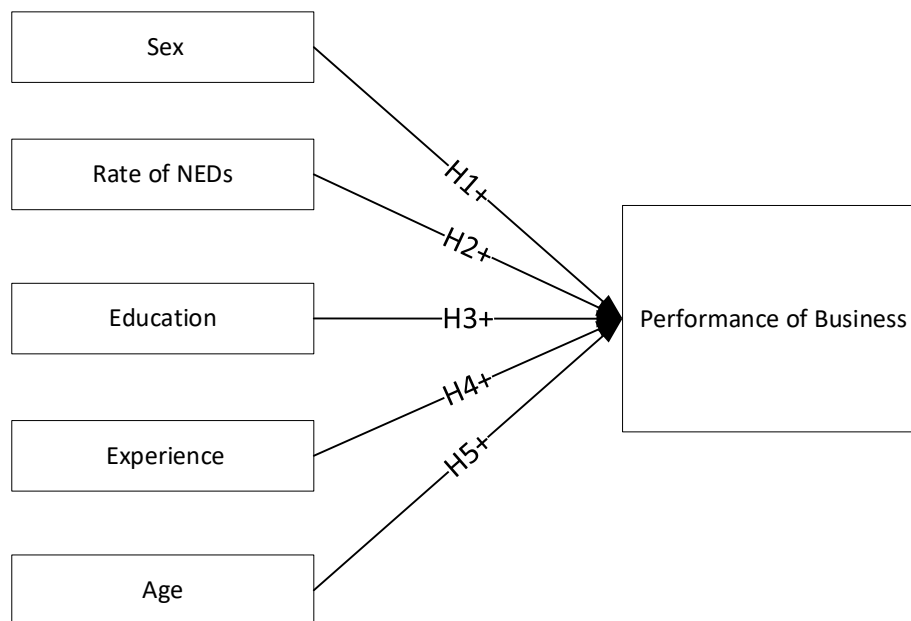 Sex
H1+
Rate of NEDs
H2+
Education
H3+
Performance of Business
Experience
H4+
Age
H5+